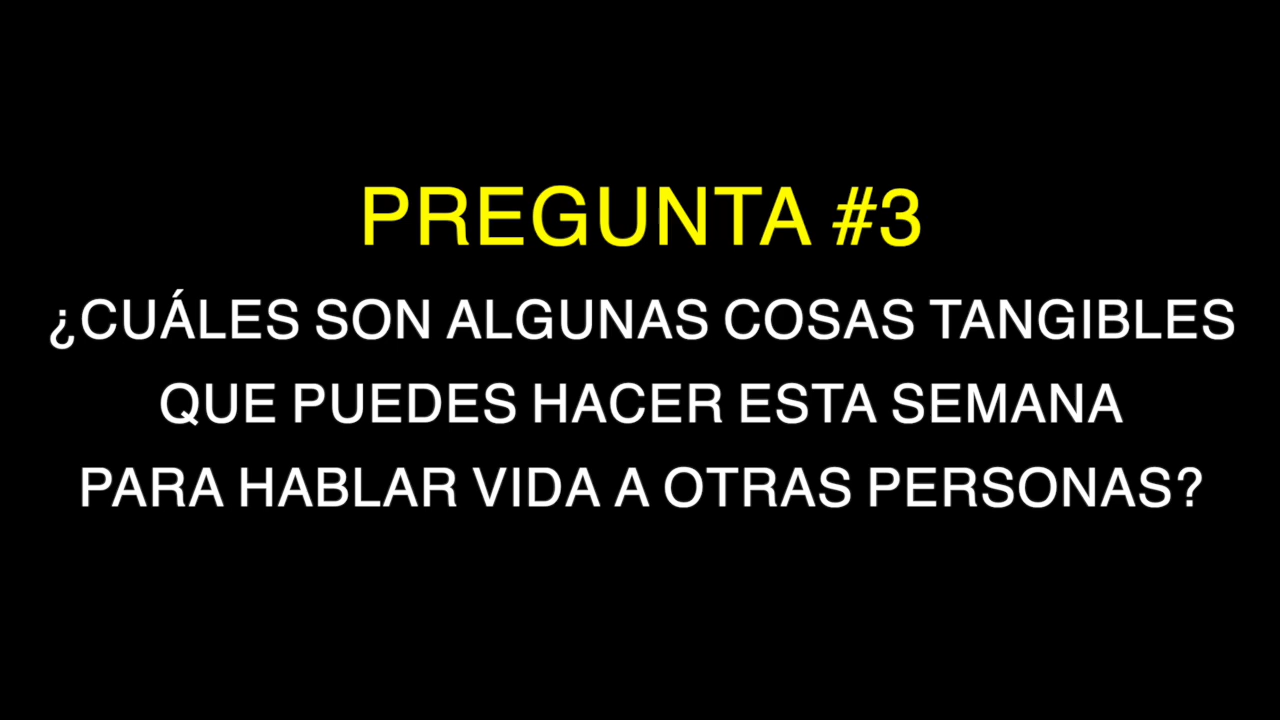 PREGUNTA #3
¿CUÁLES SON ALGUNAS COSAS TANGIBLES
QUE PUEDES HACER ESTA SEMANA
PARA HABLAR VIDA A OTRAS PERSONAS?